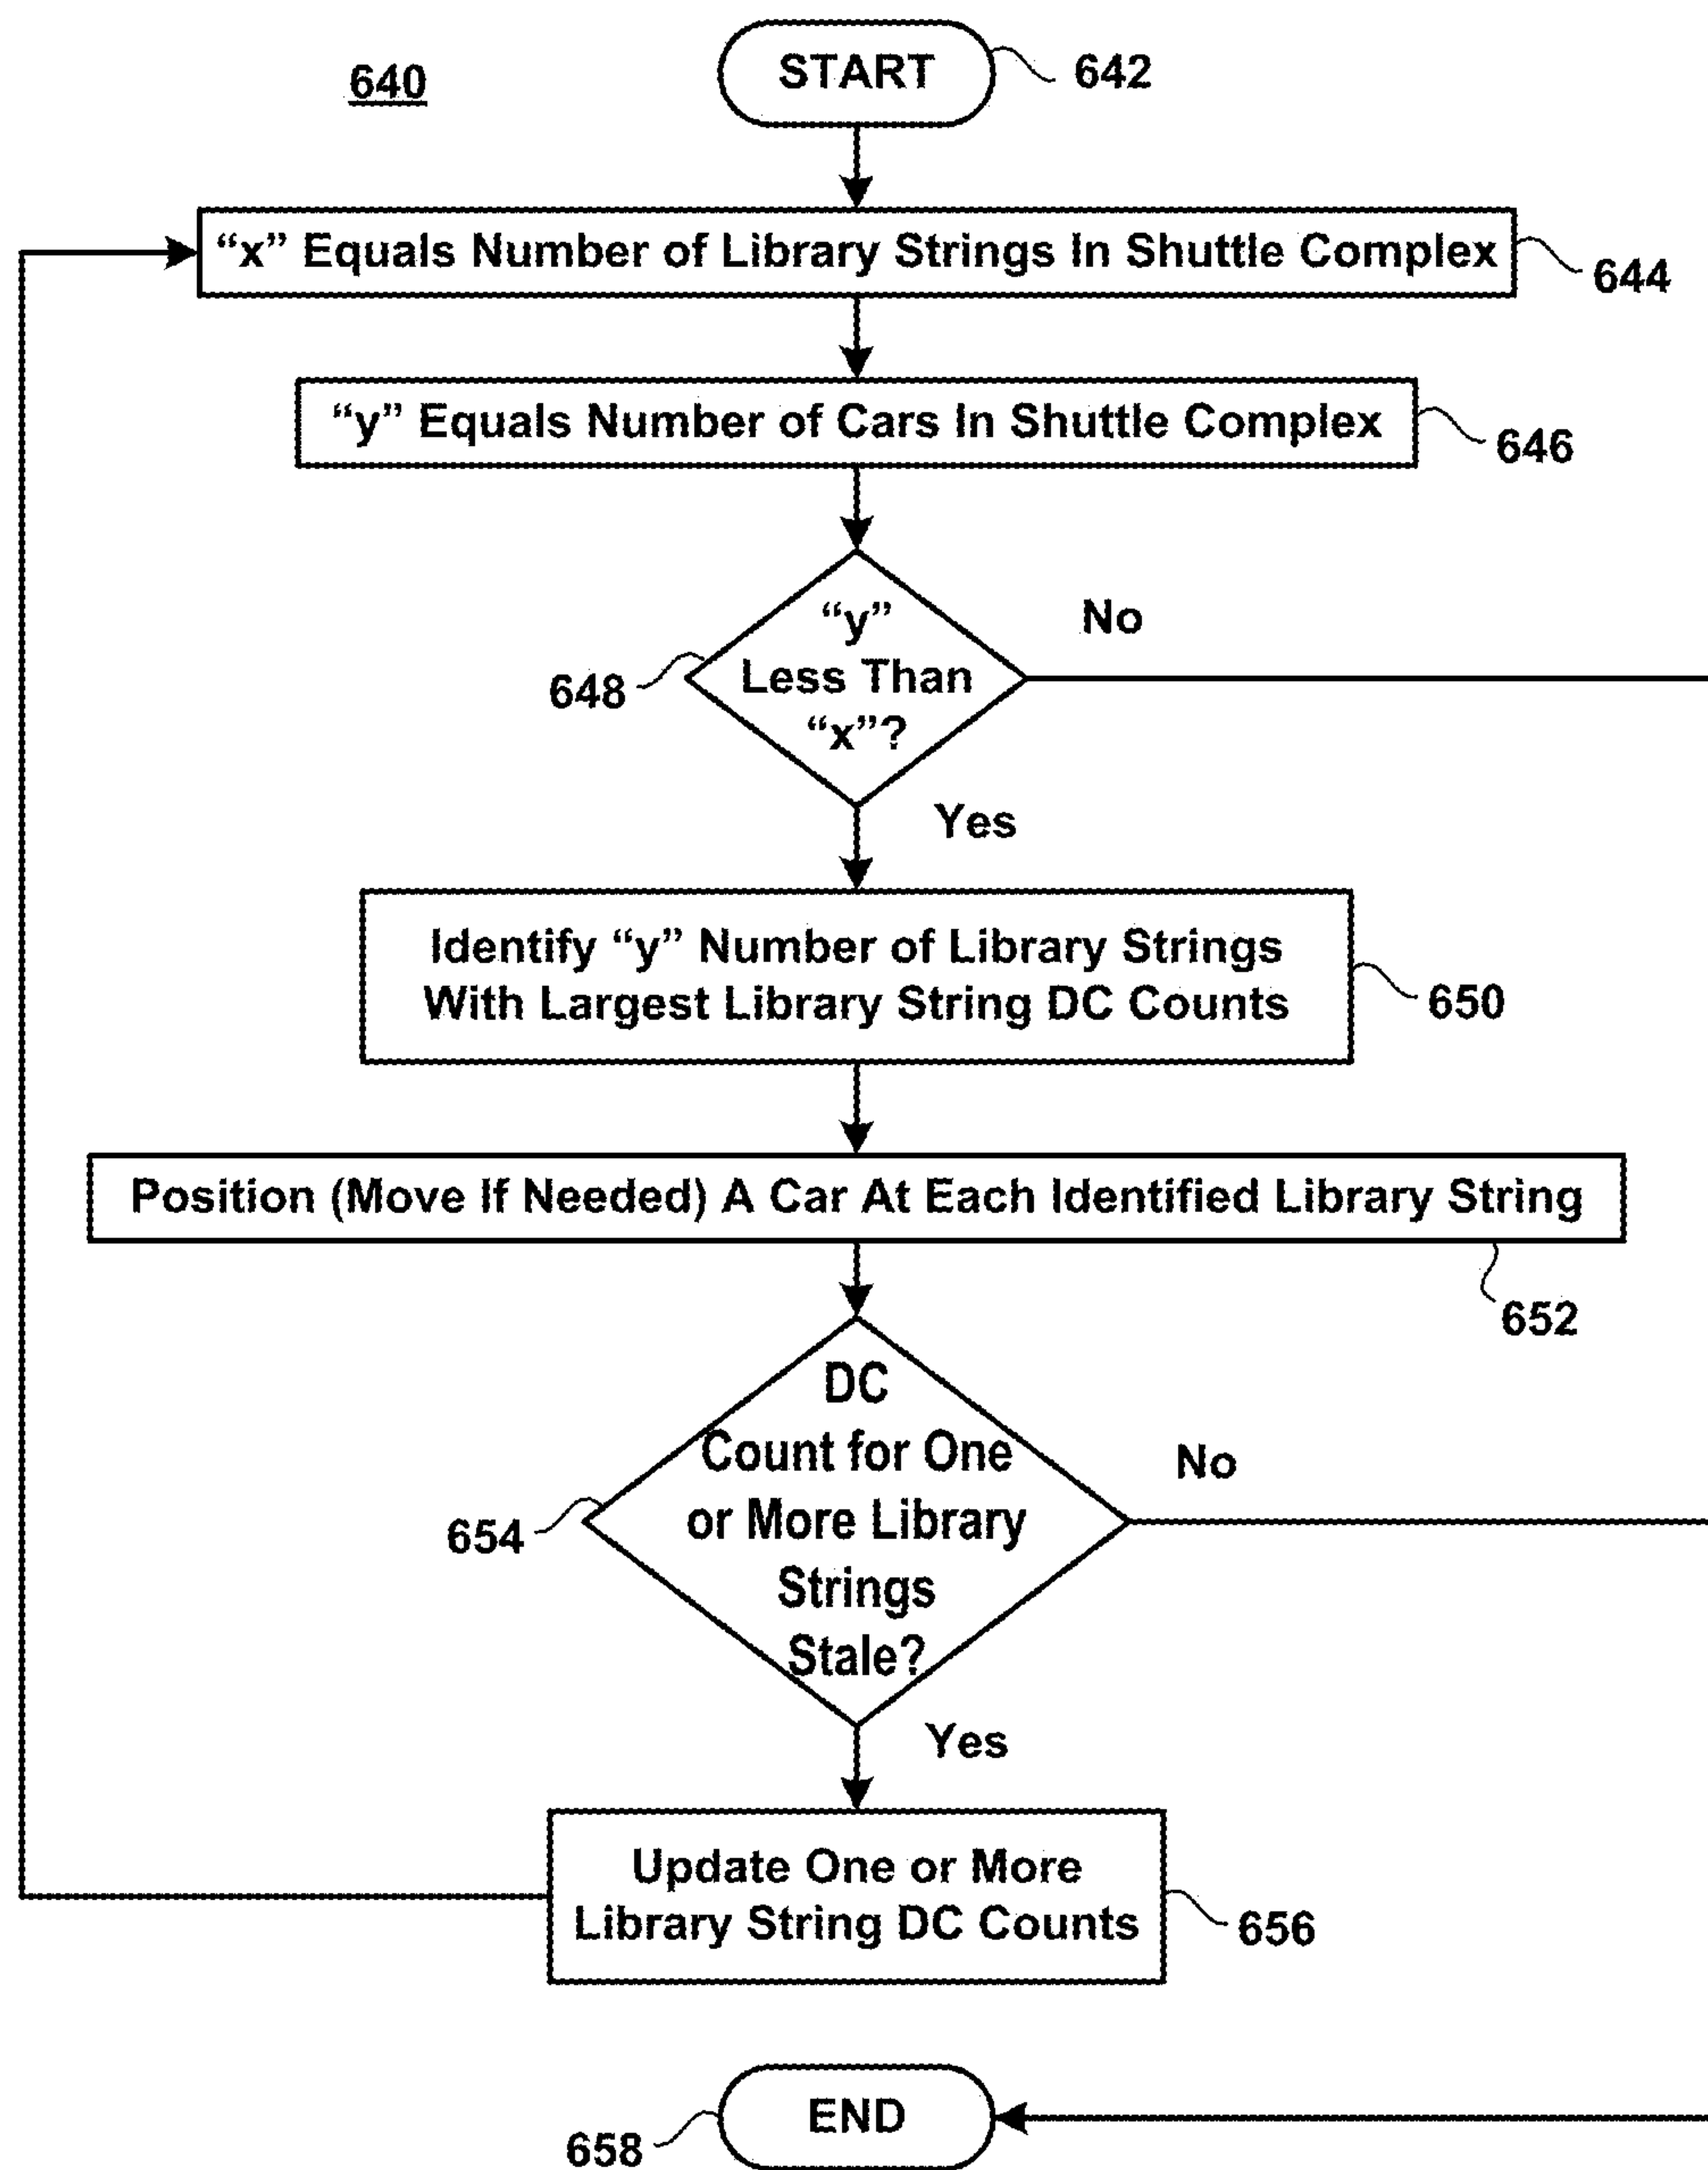 640
START
642
“x” Equals Number of Library Strings In Shuttle Complex
644
“y” Equals Number of Cars In Shuttle Complex
646
“y”
Less Than
“x”?
648
No
Yes
Identify “y” Number of Library Strings
With Largest Library String DC Counts
650
Position (Move If Needed) A Car At Each Identified Library String
652
DC
Count for One
or More Library
Strings
Stale?
654
No
Yes
Update One or More
Library String DC Counts
656
END
658